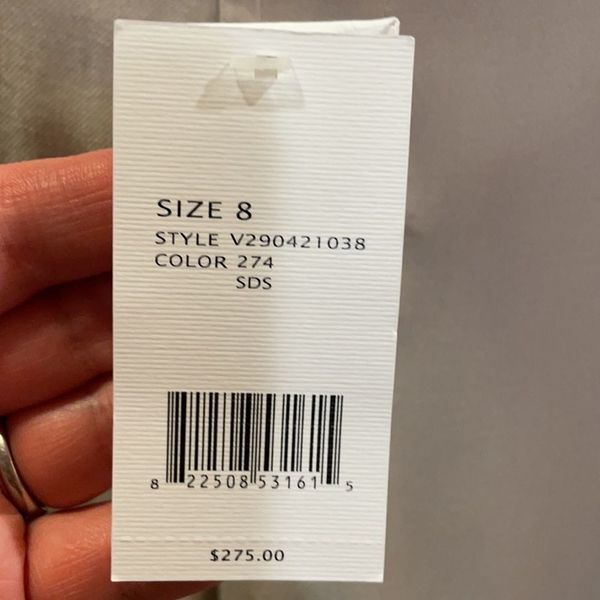 SIZE 8
STYLE V290421038
COLOR 274
SDS
8 22508 53161 5
$275.00